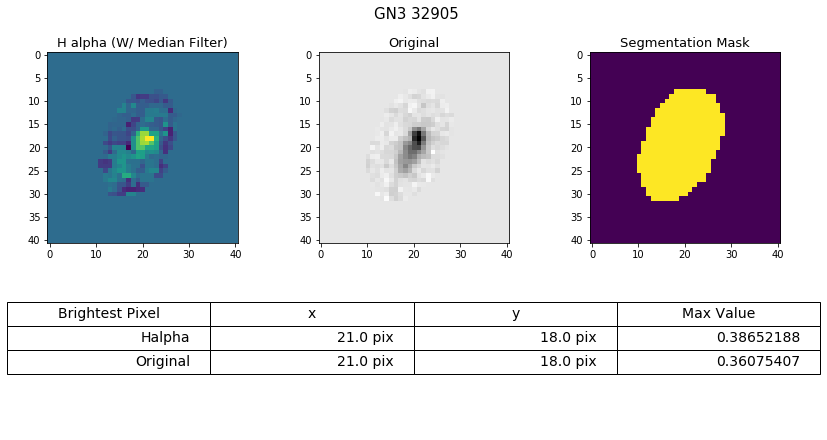 GN3 32905
H alpha (W/ Median Filter) Original Segmentation Mask
0 0 0
5 5 5
10 10 10
15 15 15
20 20 20
25 25 25
30 30 30
35 35 35
40 40 40
0 10 20 30 40 0 10 20 30 40 0 10 20 30 40
Brightest Pixel x y Max Value
Halpha 21.0 pix 18.0 pix 0.38652188
Original 21.0 pix 18.0 pix 0.36075407